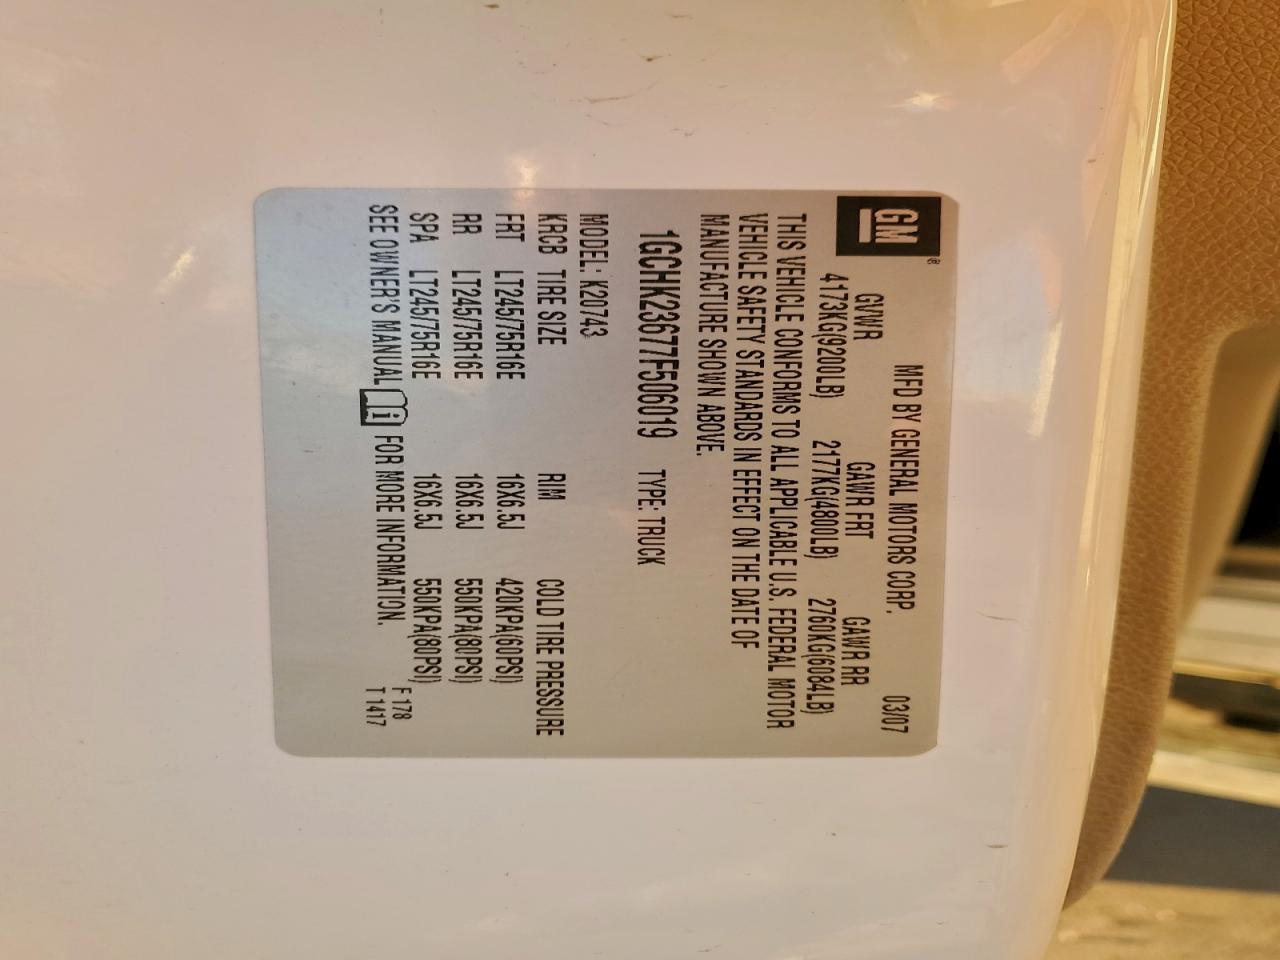 GM®
MFD BY GENERAL MOTORS CORP. 03/07
GVWR GAWR FRT GAWR RR
4173KG(9200LB) 2177KG(4800LB) 2760KG(6084LB)
THIS VEHICLE CONFORMS TO ALL APPLICABLE U.S. FEDERAL MOTOR
VEHICLE SAFETY STANDARDS IN EFFECT ON THE DATE OF
MANUFACTURE SHOWN ABOVE.
1GCHK23677F506019 TYPE: TRUCK
MODEL: K20743
KRCB TIRE SIZE RIM COLD TIRE PRESSURE
FRT LT245/75R16E 16X6.5J 420KPA(60PSI)
RR LT245/75R16E 16X6.5J 550KPA(80PSI)
SPA LT245/75R16E 16X6.5J 550KPA(80PSI)
SEE OWNER'S MANUAL i FOR MORE INFORMATION.
F 178
T 1417